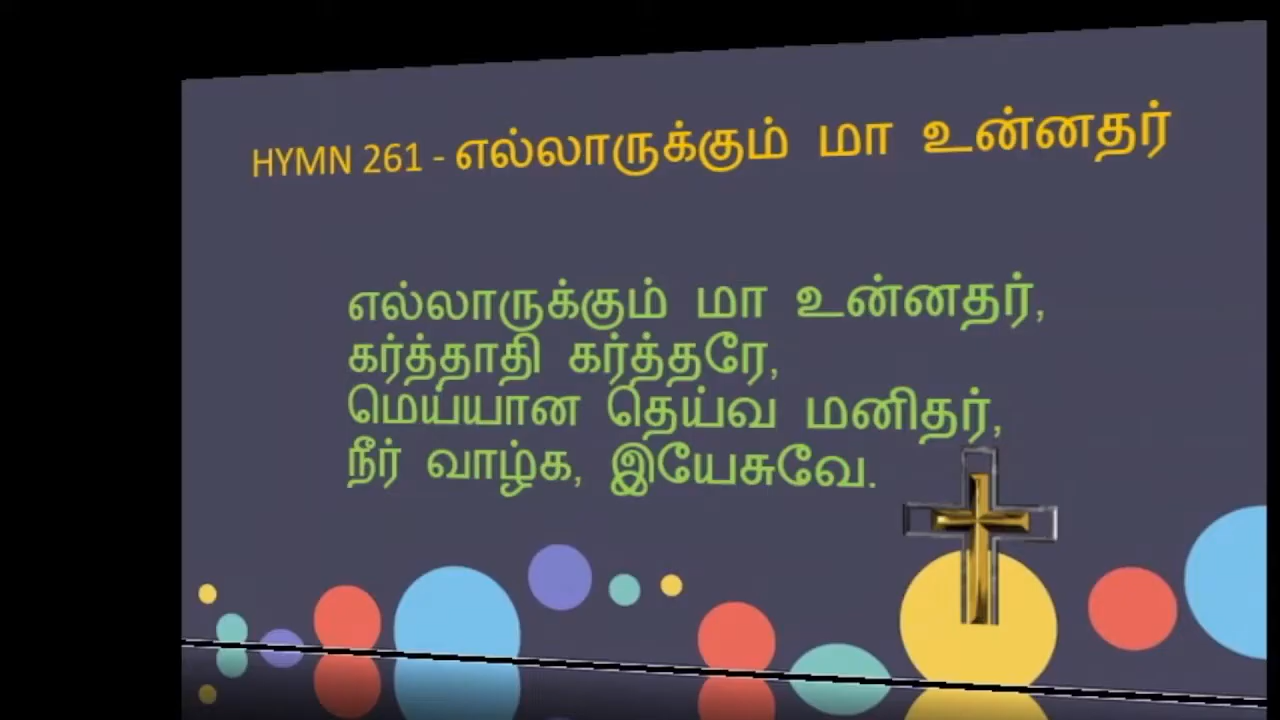 HYMN 261 - எல்லாருக்கும் மா உன்னதர்
எல்லாருக்கும் மா உன்னதர்,
கர்த்தாதி கர்த்தரே,
மெய்யான தெய்வ மனிதர்,
நீர் வாழ்க, இயேசுவே.